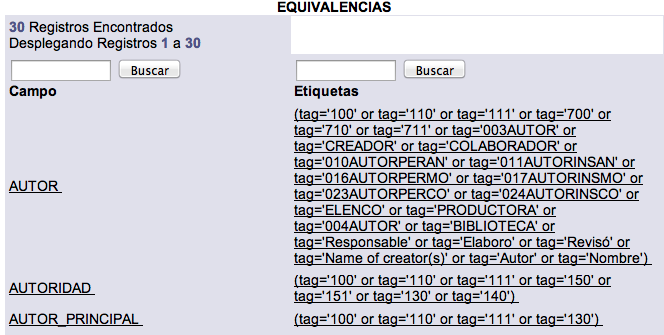 EQUIVALENCIAS
30 Registros Encontrados
Desplegando Registros 1 a 30
Buscar Buscar
Campo Etiquetas
AUTOR
(tag='100' or tag='110' or tag='111' or tag='700' or
tag='710' or tag='711' or tag='003AUTOR' or
tag='CREADOR' or tag='COLABORADOR' or
tag='010AUTORPERAN' or tag='011AUTORINSAN' or
tag='016AUTORPERMO' or tag='017AUTORINSMO' or
tag='023AUTORPERCO' or tag='024AUTORINSCO' or
tag='ELENCO' or tag='PRODUCTORA' or
tag='004AUTOR' or tag='BIBLIOTECA' or
tag='Responsable' or tag='Elaboro' or tag='Revisó' or
tag='Name of creator(s)' or tag='Autor' or tag='Nombre')
AUTORIDAD
(tag='100' or tag='110' or tag='111' or tag='150' or
tag='151' or tag='130' or tag='140')
AUTOR_PRINCIPAL (tag='100' or tag='110' or tag='111' or tag='130')